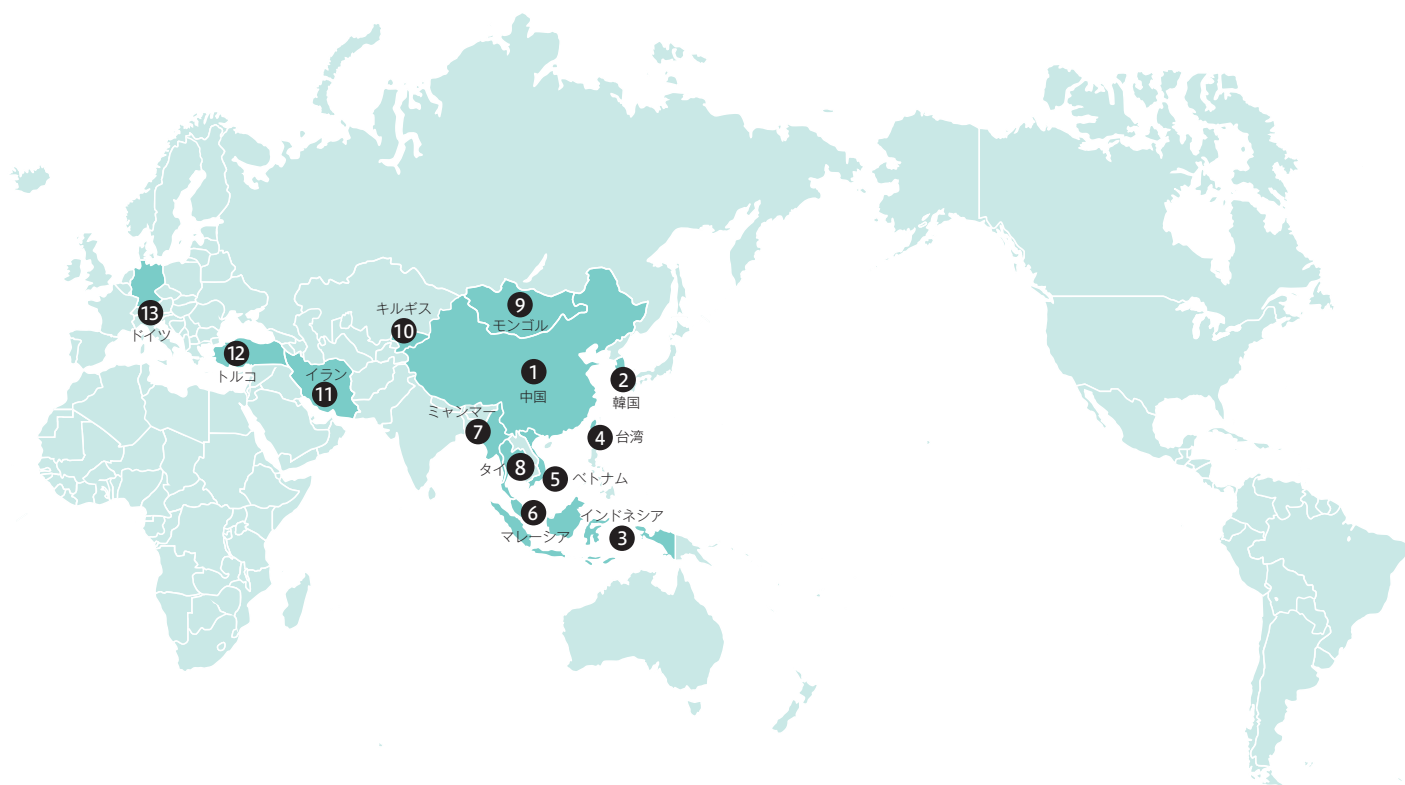 キルギス
10
9
モンゴル
13
ドイツ
12
トルコ
イラン
11
1
中国
2
韓国
ミャンマー
7
4 台湾
タイ 8
5 ベトナム
6
マレーシア
インドネシア
3